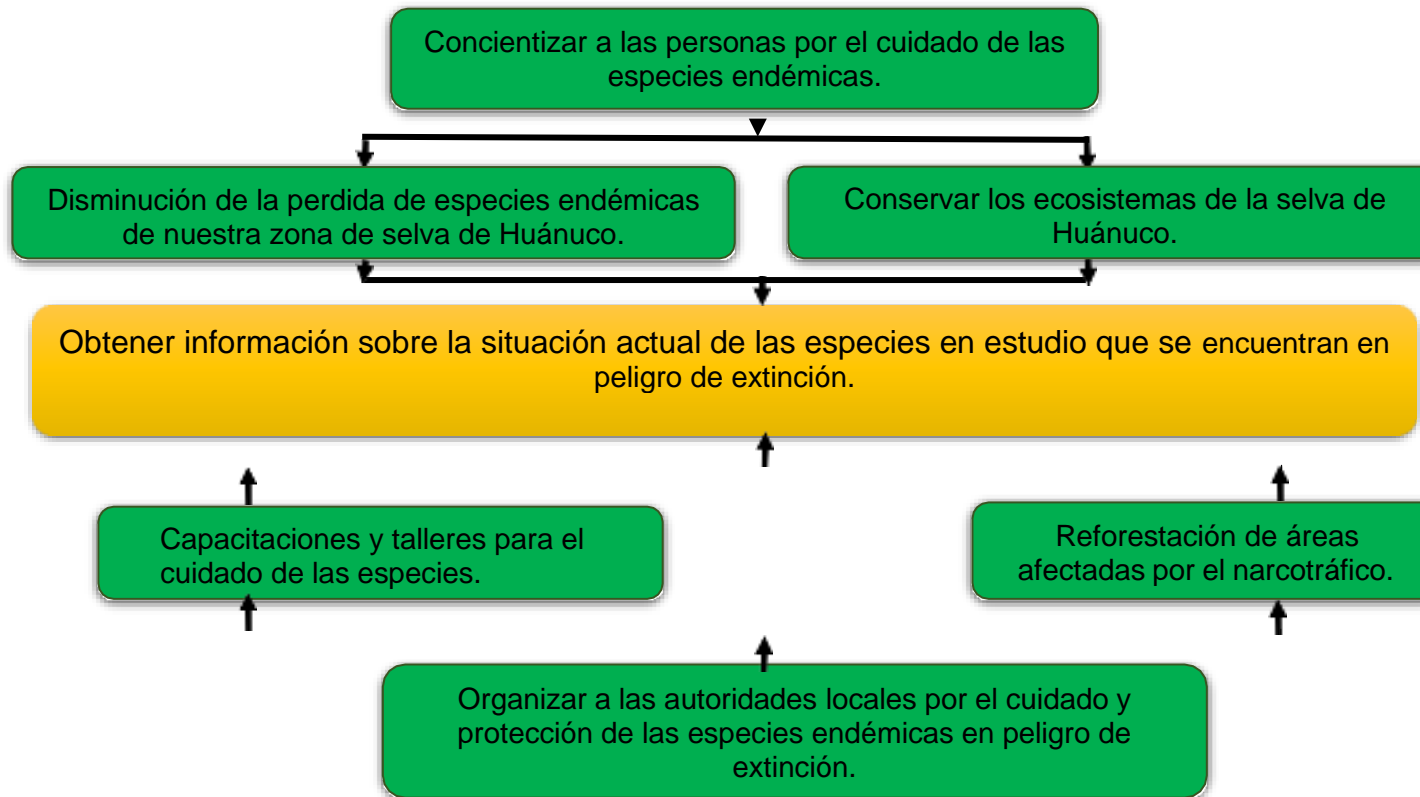 Concientizar a las personas por el cuidado de las
especies endémicas.
Disminución de la perdida de especies endémicas
de nuestra zona de selva de Huánuco.
Conservar los ecosistemas de la selva de
Huánuco.
Obtener información sobre la situación actual de las especies en estudio que se encuentran en
peligro de extinción.
Capacitaciones y talleres para el
cuidado de las especies.
Reforestación de áreas
afectadas por el narcotráfico.
Organizar a las autoridades locales por el cuidado y
protección de las especies endémicas en peligro de
extinción.